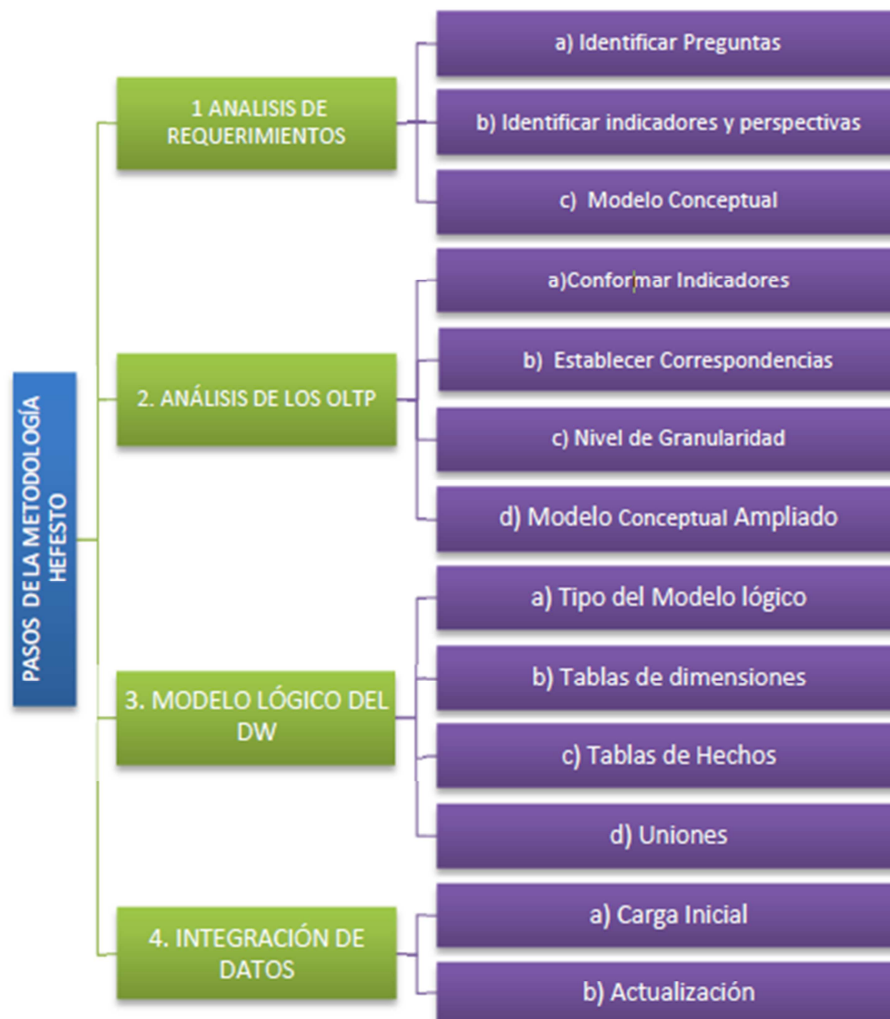 PASOS DE LA METODOLOGÍA
HEFESTO
1 ANALISIS DE
REQUERIMIENTOS
a) Identificar Preguntas
b) Identificar indicadores y perspectivas
c) Modelo Conceptual
2. ANÁLISIS DE LOS OLTP
a)Conformar Indicadores
b) Establecer Correspondencias
c) Nivel de Granularidad
d) Modelo Conceptual Ampliado
3. MODELO LÓGICO DEL
DW
a) Tipo del Modelo lógico
b) Tablas de dimensiones
c) Tablas de Hechos
d) Uniones
4. INTEGRACIÓN DE
DATOS
a) Carga Inicial
b) Actualización